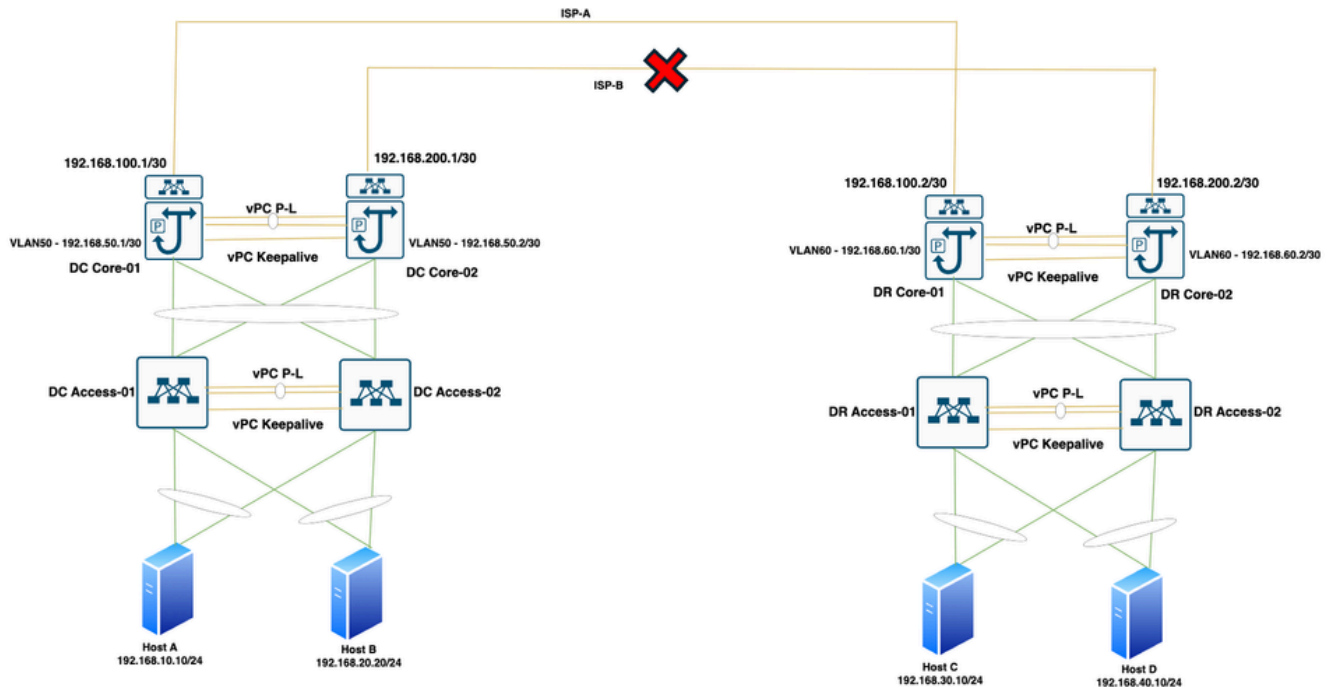 ISP-A
ISP-B
192.168.100.1/30
192.168.200.1/30
192.168.100.2/30
192.168.200.2/30
vPC P-L
P
P
VLAN50 - 192.168.50.1/30
VLAN50 - 192.168.50.2/30
vPC Keepalive
DC Core-01
DC Core-02
vPC P-L
P
P
VLAN60 - 192.168.60.1/30
VLAN60 - 192.168.60.2/30
vPC Keepalive
DR Core-01
DR Core-02
vPC P-L
DC Access-01
DC Access-02
vPC Keepalive
vPC P-L
DR Access-01
DR Access-02
vPC Keepalive
Host A
192.168.10.10/24
Host B
192.168.20.20/24
Host C
192.168.30.10/24
Host D
192.168.40.10/24